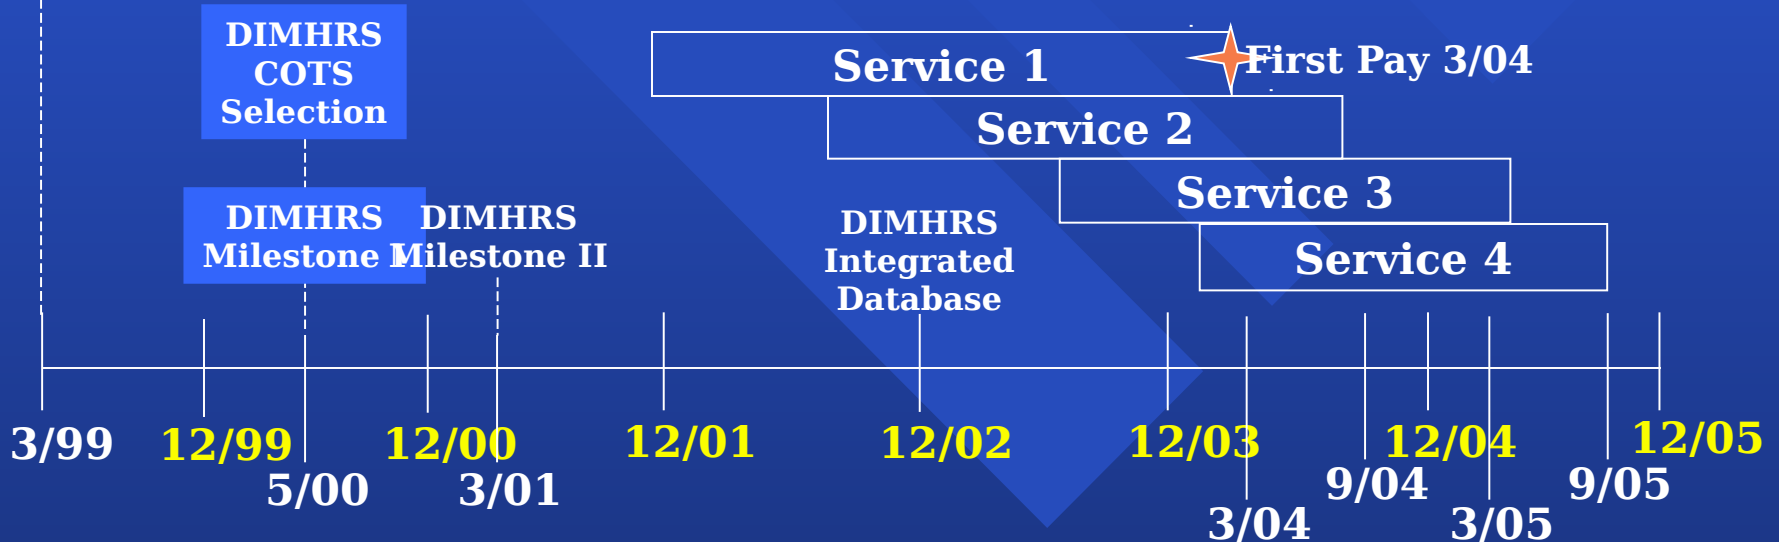 DIMHRS
COTS
Selection
Service 1
First Pay 3/04
Service 2
Service 3
Service 4
DIMHRS
Milestone I
DIMHRS
Milestone II
DIMHRS
Integrated
Database
3/99
12/99
5/00
12/00
3/01
12/01
12/02
12/03
3/04
9/04
12/04
3/05
9/05
12/05